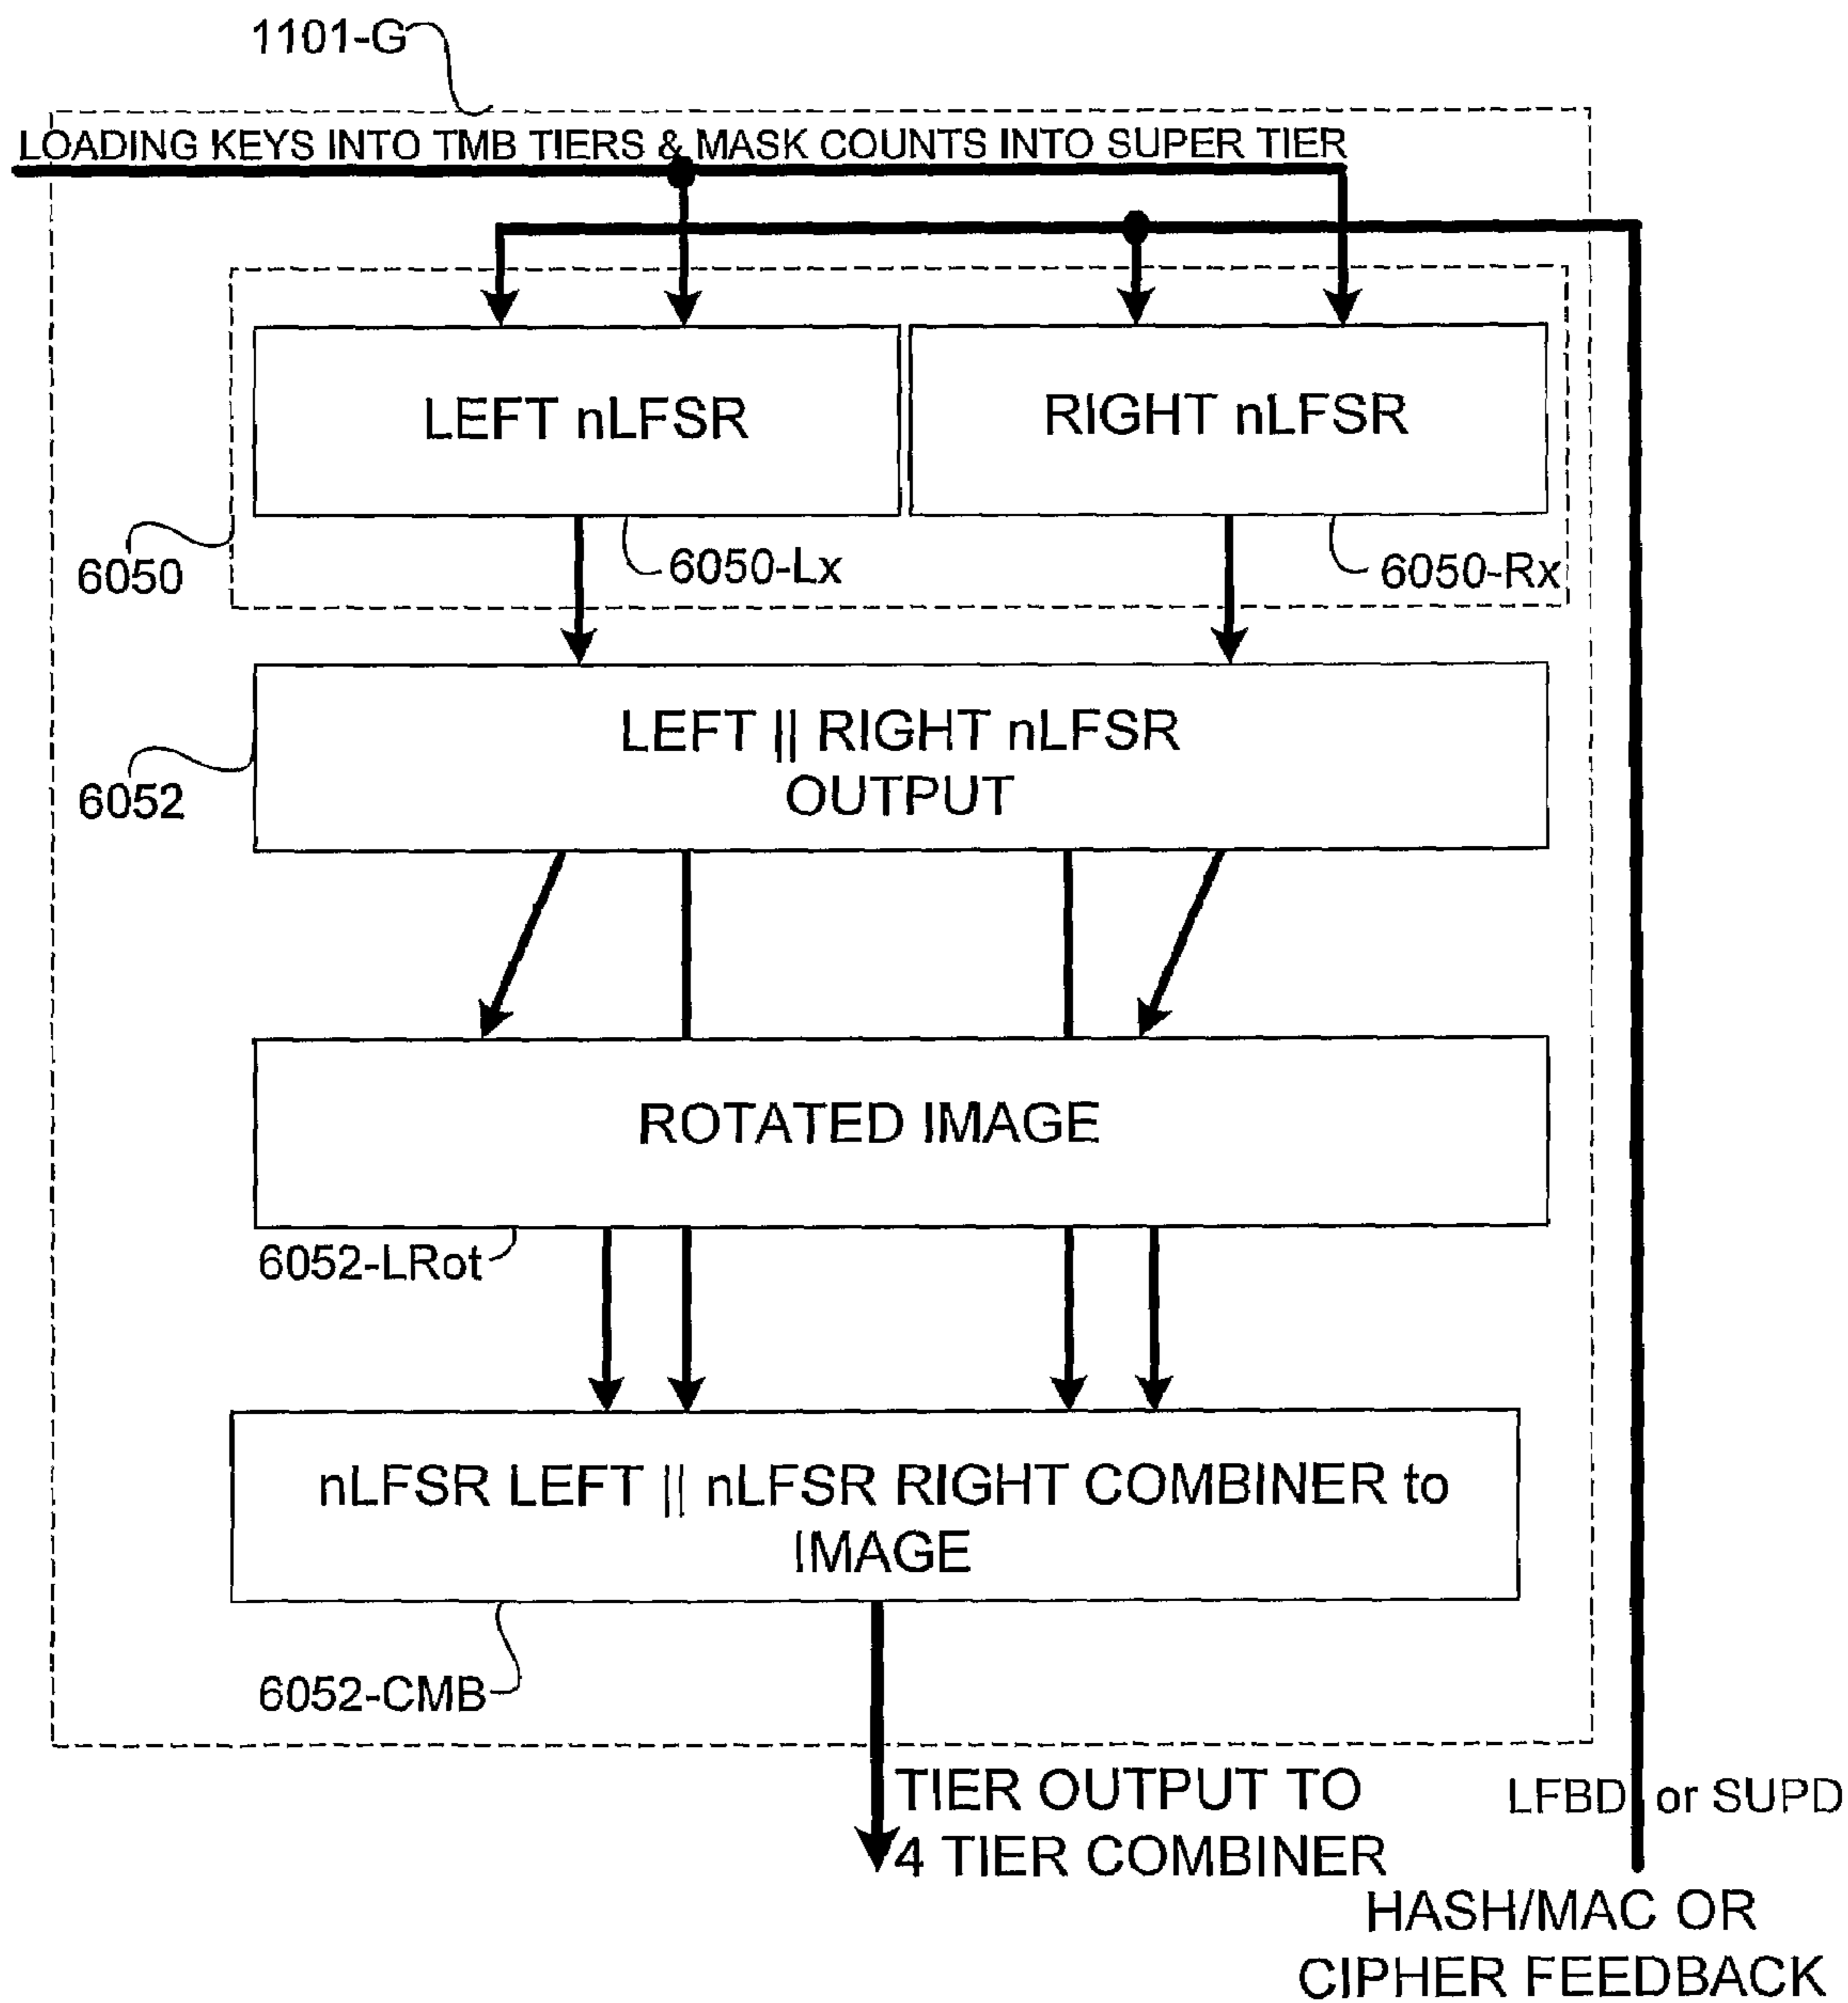 1101-G
LOADING KEYS INTO TMB TIERS & MASK COUNTS INTO SUPER TIER
LEFT nLFSR
RIGHT nLFSR
6050
6050-Lx
6050-Rx
LEFT || RIGHT nLFSR
OUTPUT
6052
ROTATED IMAGE
6052-LRot
nLFSR LEFT || nLFSR RIGHT COMBINER to
IMAGE
6052-CMB
TIER OUTPUT TO
4 TIER COMBINER
LFBD or SUPD
HASH/MAC OR
CIPHER FEEDBACK